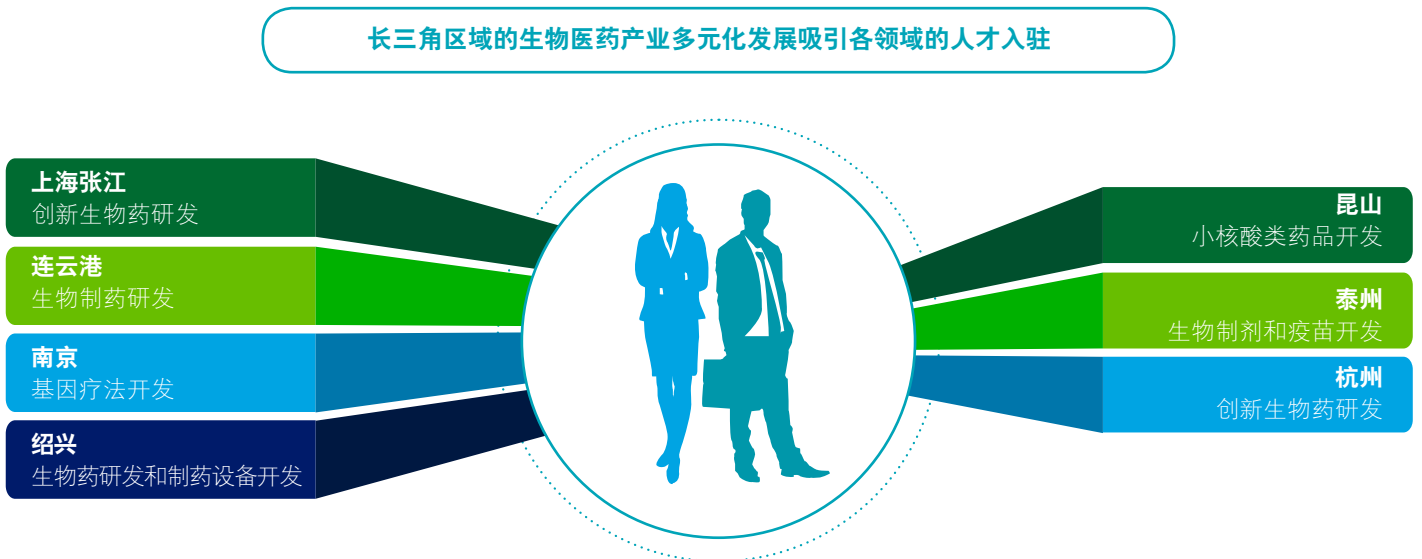 长三角区域的生物医药产业多元化发展吸引各领域的人才入驻
上海张江
创新生物药研发
连云港
生物制药研发
南京
基因疗法开发
绍兴
生物药研发和制药设备开发
昆山
小核酸类药品开发
泰州
生物制剂和疫苗开发
杭州
创新生物药研发